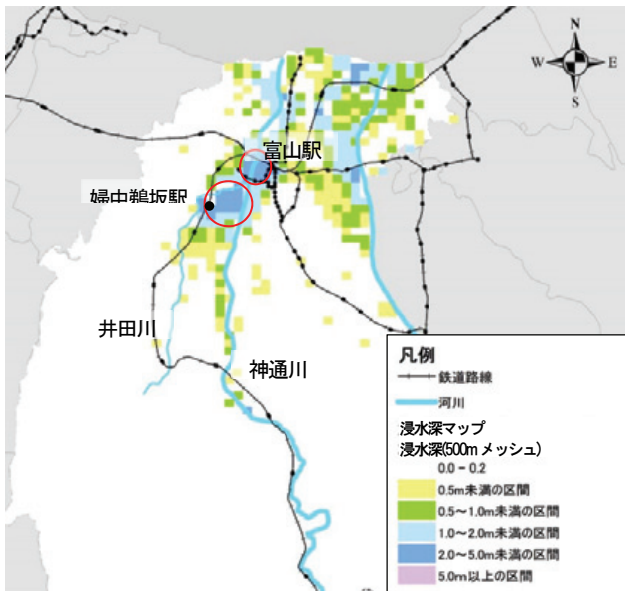 N
W E
S
富山駅
婦中鵜坂駅
井田川
神通川
凡例
鉄道路線
河川
浸水深マップ
浸水深(500mメッシュ)
0.0 - 0.2
0.5m未満の区間
0.5～1.0m未満の区間
1.0～2.0m未満の区間
2.0～5.0m未満の区間
5.0m以上の区間